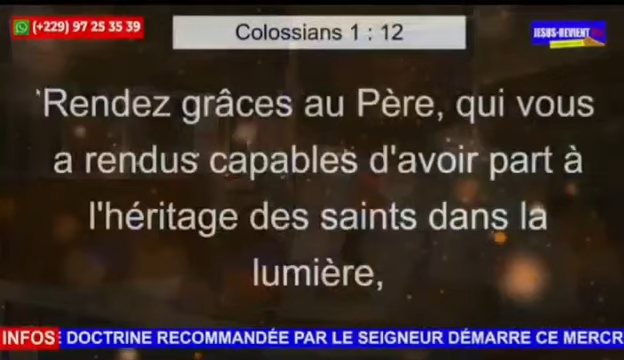 (+229) 97 25 35 39
Colossians 1 : 12
JESUS-REVIENT
Rendez grâces au Père, qui vous
a rendus capables d'avoir part à
l'héritage des saints dans la
lumière,
INFOS: DOCTRINE RECOMMANDÉE PAR LE SEIGNEUR DÉMARRE CE MERCR